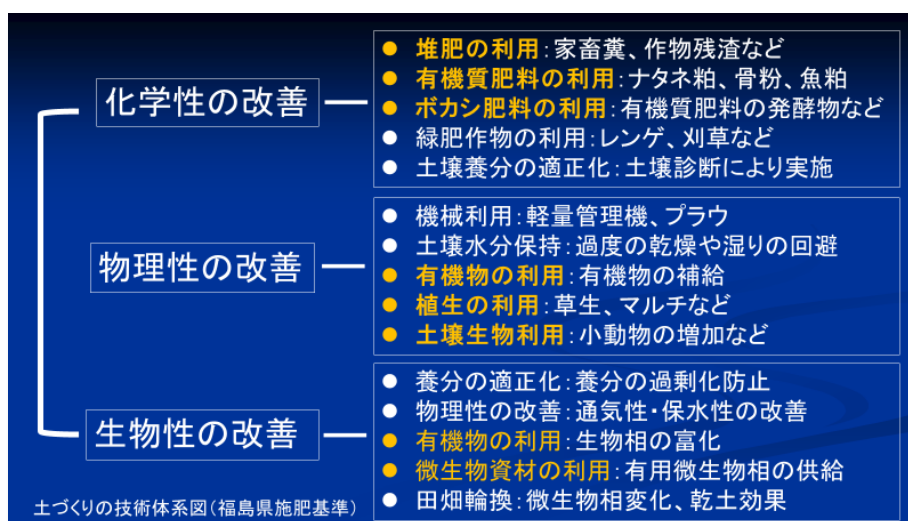 化学性の改善
● 堆肥の利用：家畜糞、作物残渣など
● 有機質肥料の利用：ナタネ粕、骨粉、魚粕
● ボカシ肥料の利用：有機質肥料の発酵物など
● 緑肥作物の利用：レンゲ、刈草など
● 土壌養分の適正化：土壌診断により実施
物理性の改善
● 機械利用：軽量管理機、プラウ
● 土壌水分保持：過度の乾燥や湿りの回避
● 有機物の利用：有機物の補給
● 植生の利用：草生、マルチなど
● 土壌生物利用：小動物の増加など
生物性の改善
● 養分の適正化：養分の過剰化防止
● 物理性の改善：通気性・保水性の改善
● 有機物の利用：生物相の富化
● 微生物資材の利用：有用微生物相の供給
● 田畑輪換：微生物相変化、乾土効果
土づくりの技術体系図（福島県施肥基準）